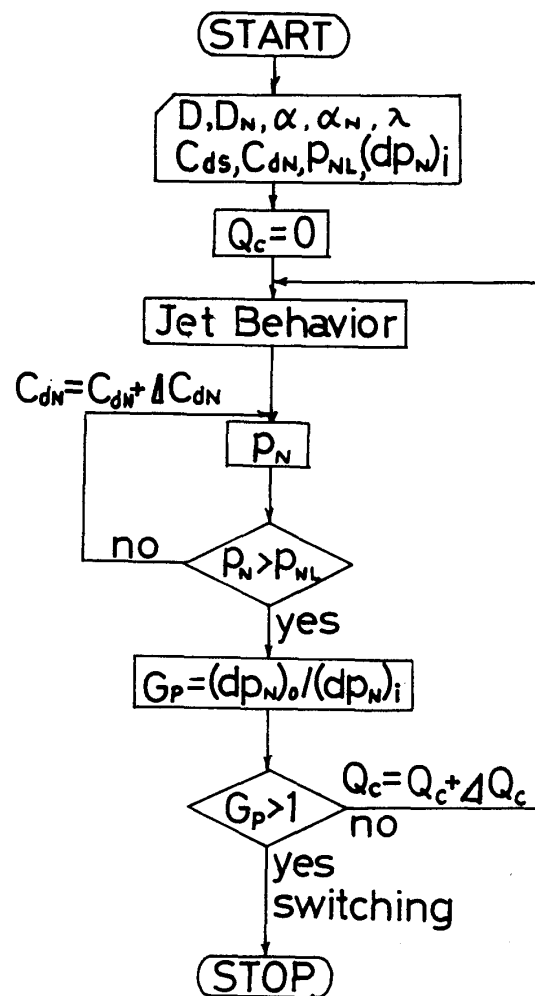 START
D, D_N, α, α_N, λ
C_ds, C_dN, p_NL, (dp_N)_i
Q_c=0
Jet Behavior
C_dN=C_dN+ΔC_dN
p_N
no
p_N>p_NL
yes
G_P=(dp_N)_o/(dp_N)_i
Q_c=Q_c+ΔQ_c
G_P>1
no
yes
switching
STOP